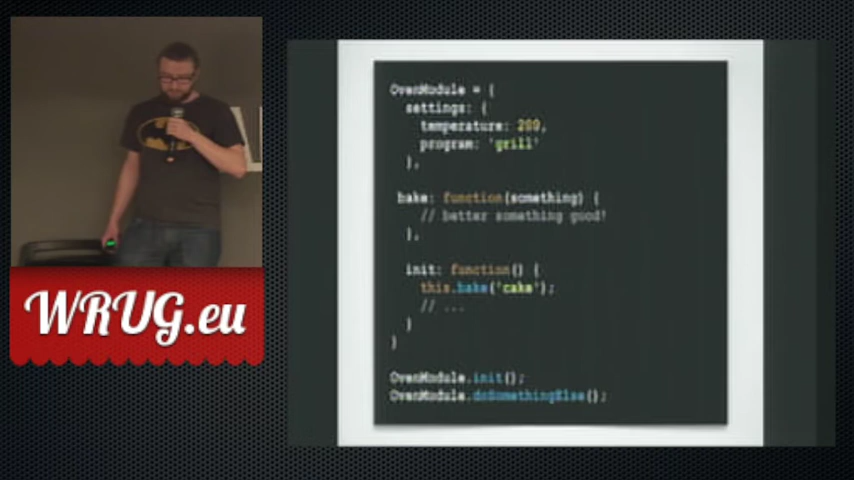 WRUG.eu
OvenModule = {
settings: {
temperature: 200,
program: 'grill'
},
bake: function(something) {
// better something good!
},
init: function() {
this.bake('cake');
// ...
}
}
OvenModule.init();
OvenModule.doSomethingElse();